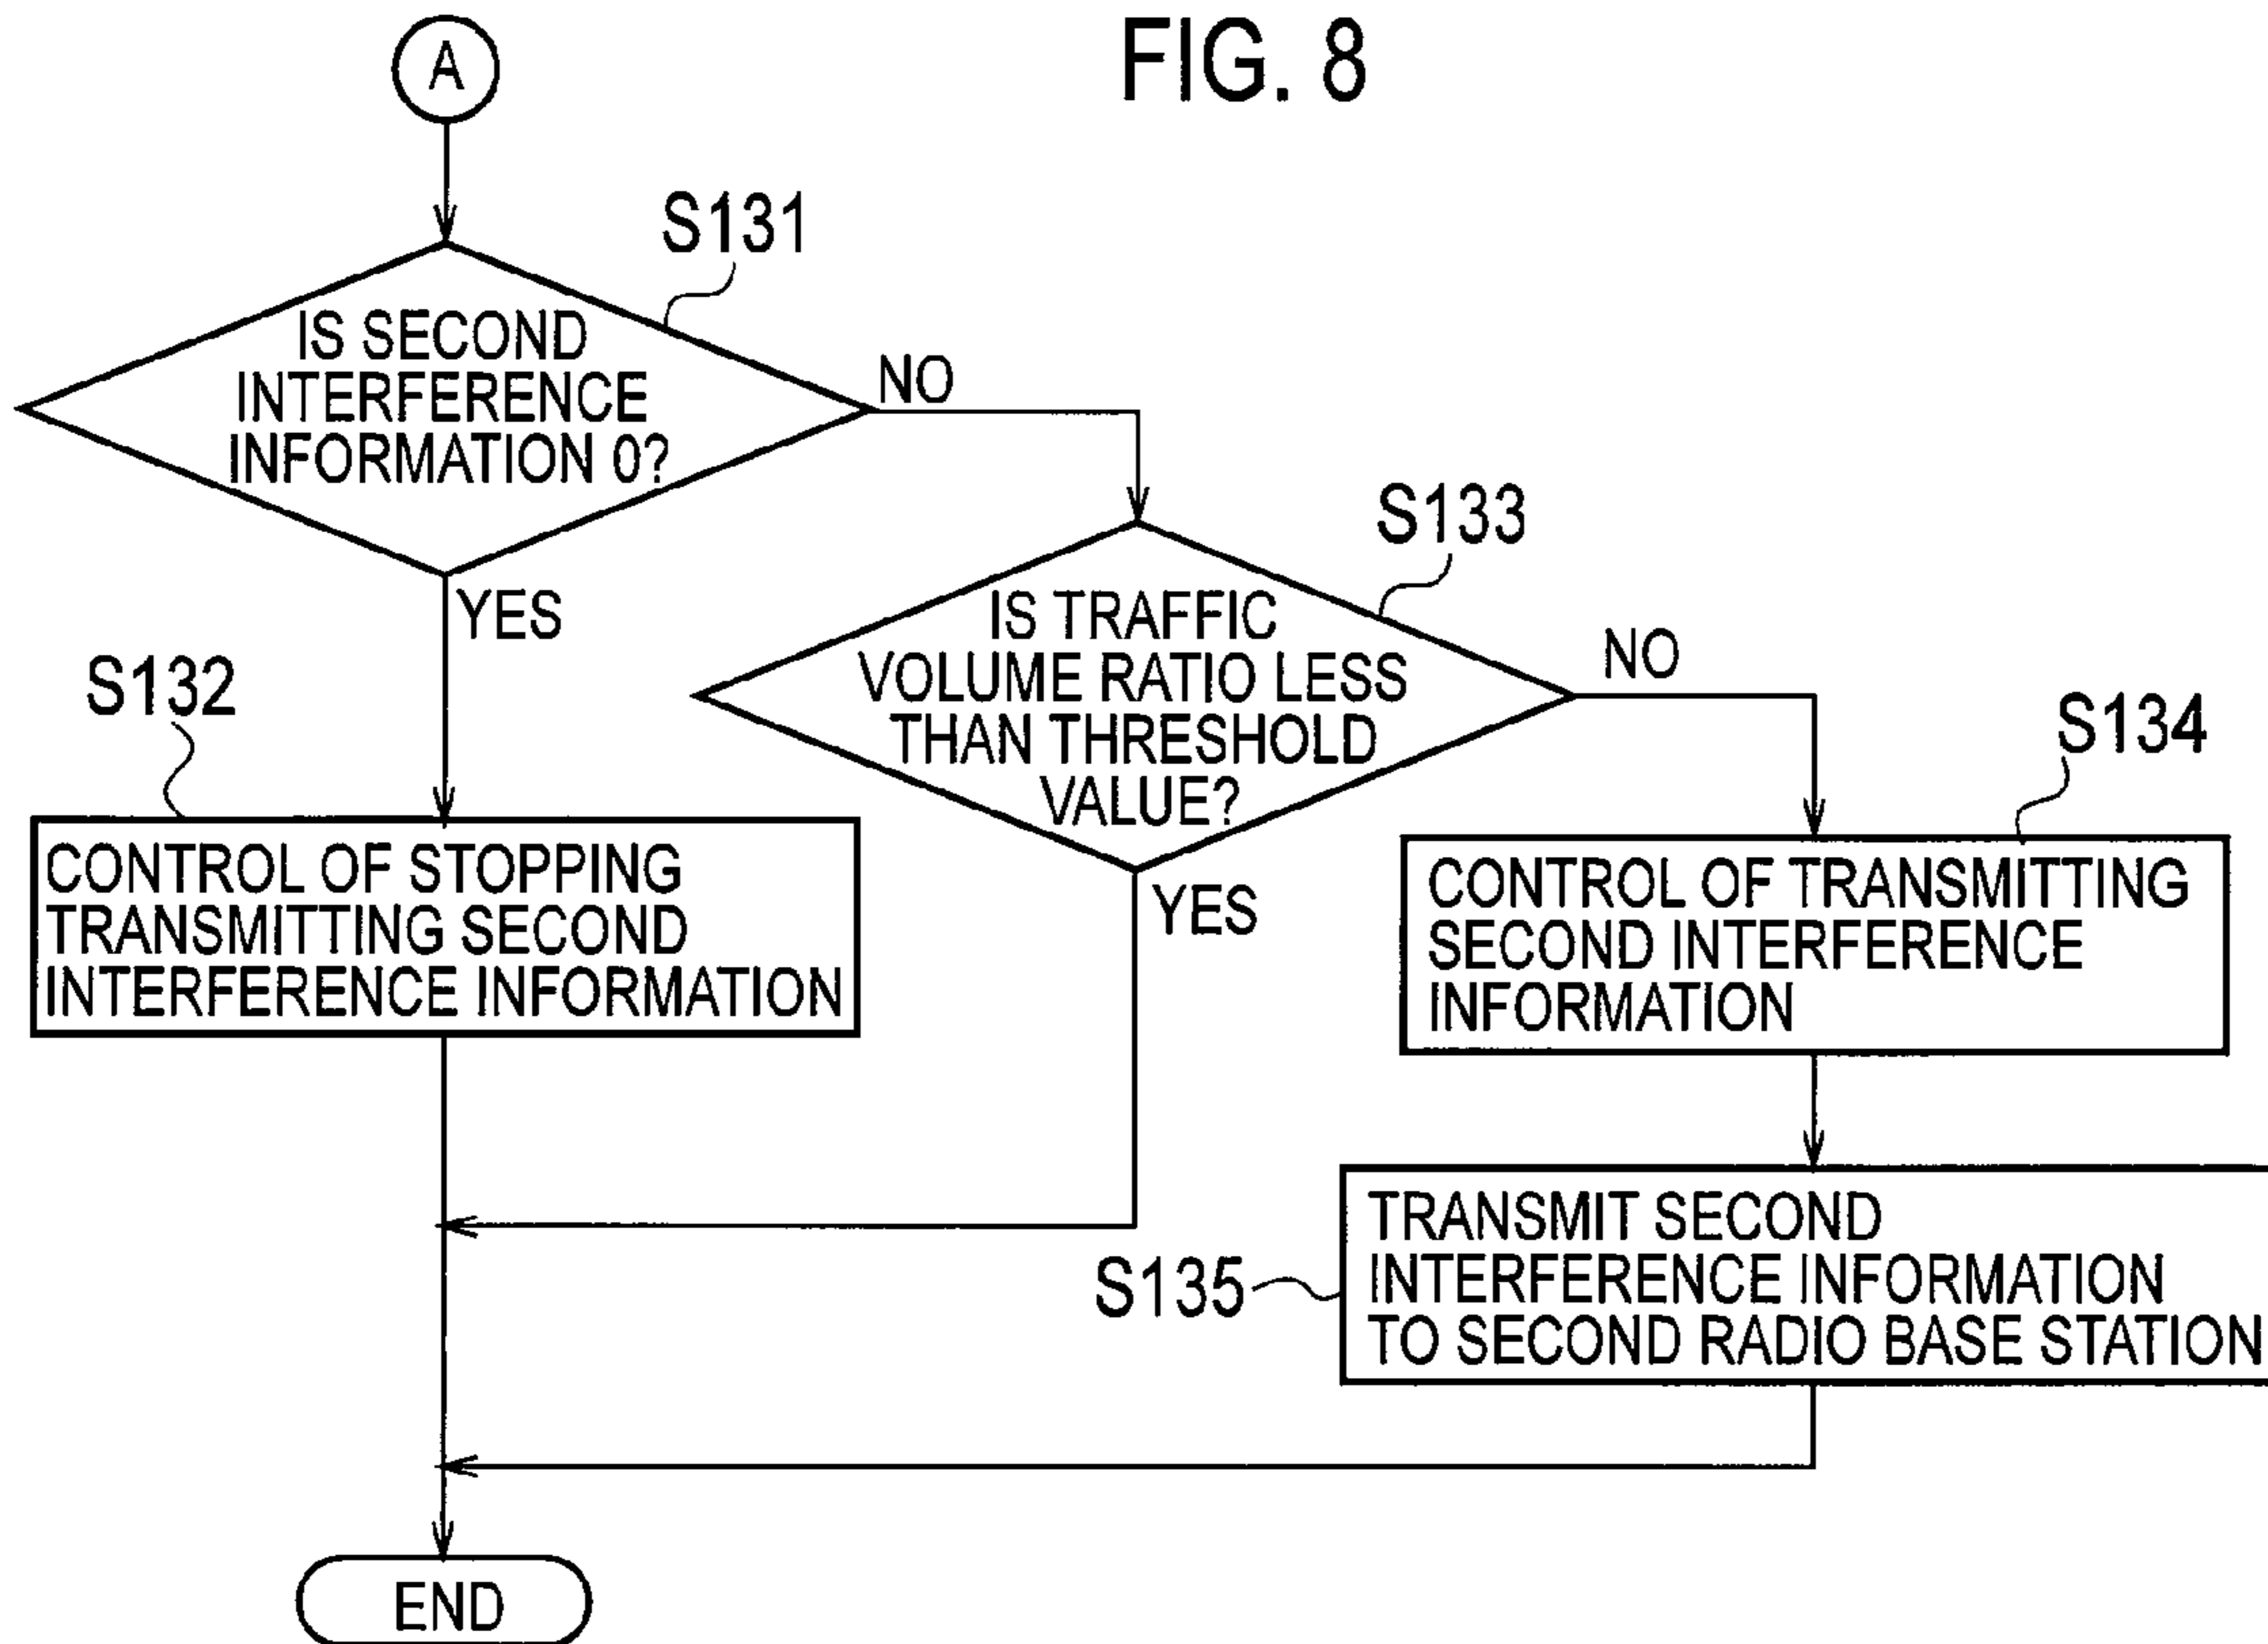 FIG. 8
A
S131
IS SECOND
INTERFERENCE
INFORMATION 0?
NO
YES
S133
IS TRAFFIC
VOLUME RATIO LESS
THAN THRESHOLD
VALUE?
NO
YES
S132
CONTROL OF STOPPING
TRANSMITTING SECOND
INTERFERENCE INFORMATION
S134
CONTROL OF TRANSMITTING
SECOND INTERFERENCE
INFORMATION
S135
TRANSMIT SECOND
INTERFERENCE INFORMATION
TO SECOND RADIO BASE STATION
END